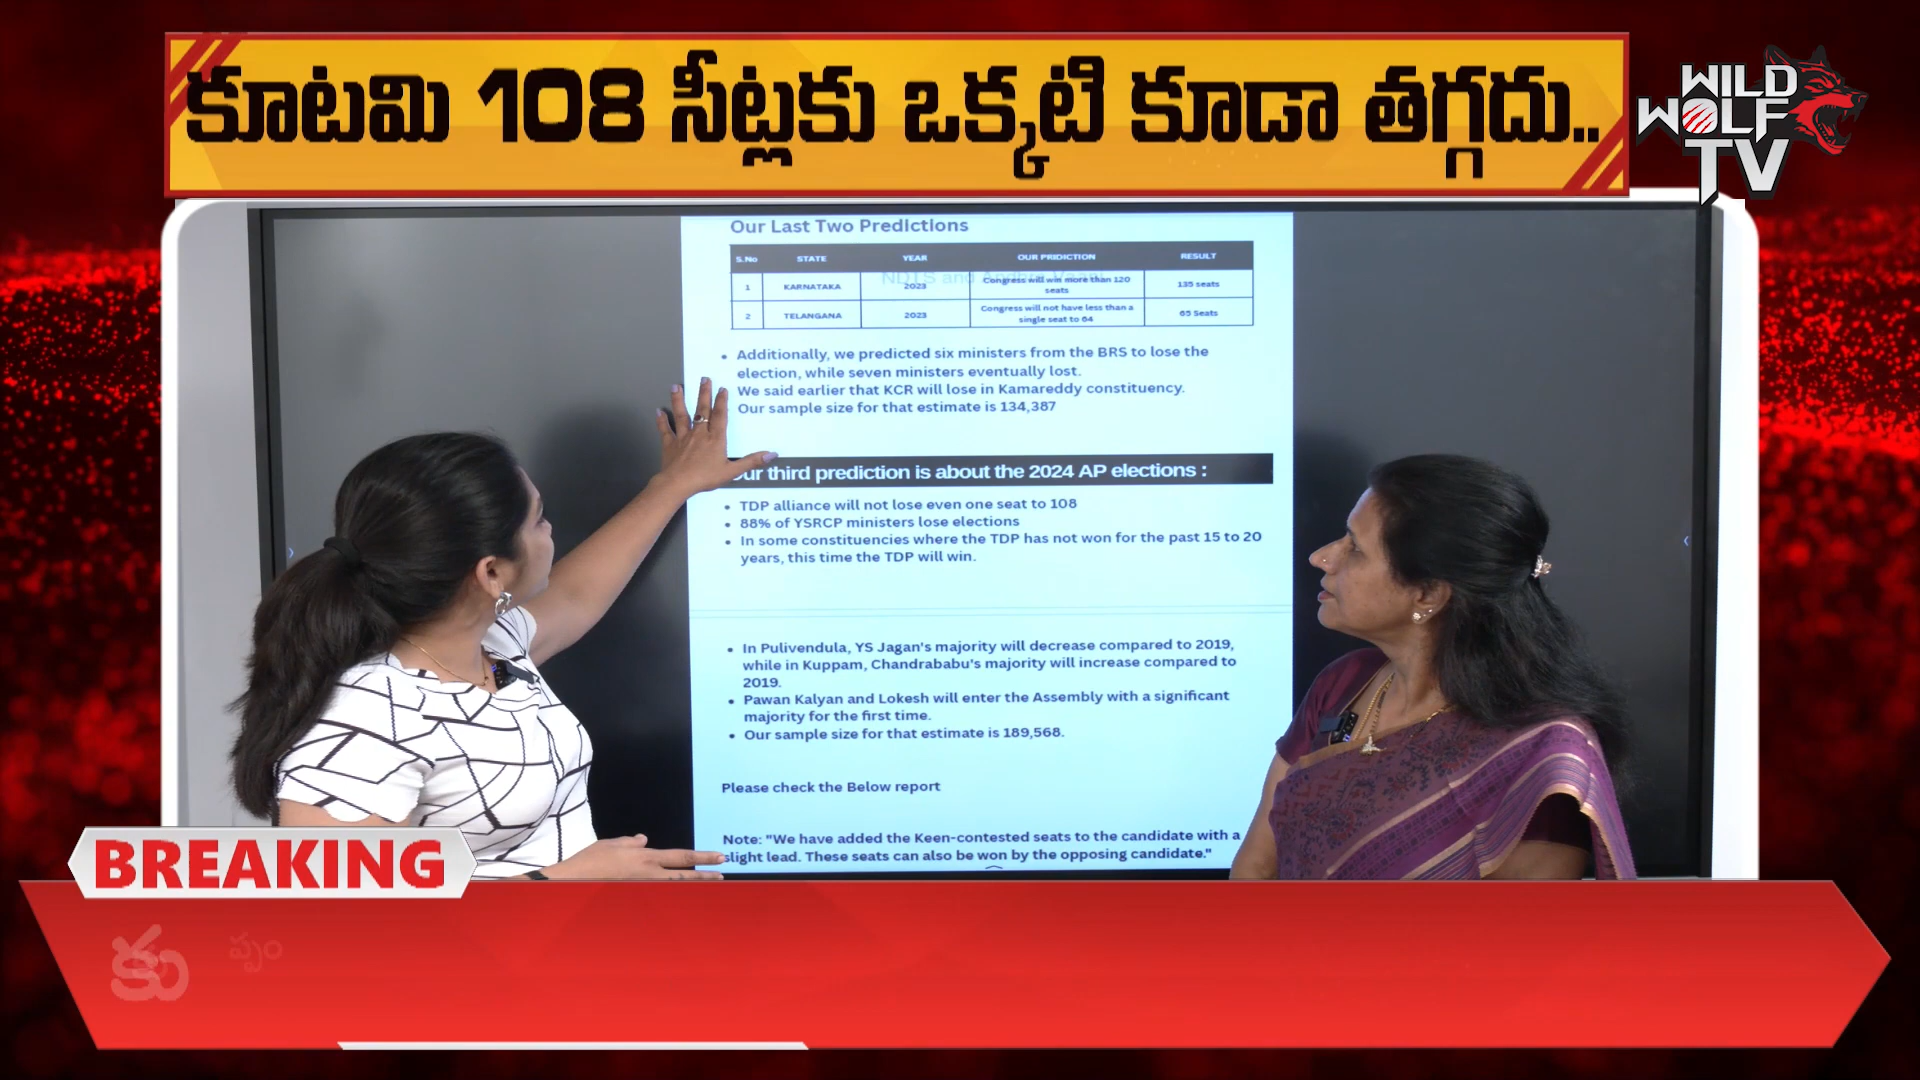 కూటమి 108 సీట్లకు ఒక్కటి కూడా తగ్గదు..
WILD
WOLF
TV
Our Last Two Predictions
S.No STATE YEAR OUR PRIDICTION RESULT
1 KARNATAKA 2023 Congress will win more than 120 seats 135 seats
2 TELANGANA 2023 Congress will not have less than a single seat to 64 65 Seats
• Additionally, we predicted six ministers from the BRS to lose the
election, while seven ministers eventually lost.
We said earlier that KCR will lose in Kamareddy constituency.
Our sample size for that estimate is 134,387
ur third prediction is about the 2024 AP elections :
• TDP alliance will not lose even one seat to 108
• 88% of YSRCP ministers lose elections
• In some constituencies where the TDP has not won for the past 15 to 20
years, this time the TDP will win.
• In Pulivendula, YS Jagan's majority will decrease compared to 2019,
while in Kuppam, Chandrababu's majority will increase compared to
2019.
• Pawan Kalyan and Lokesh will enter the Assembly with a significant
majority for the first time.
• Our sample size for that estimate is 189,568.
Please check the Below report
Note: "We have added the Keen-contested seats to the candidate with a
slight lead. These seats can also be won by the opposing candidate."
BREAKING